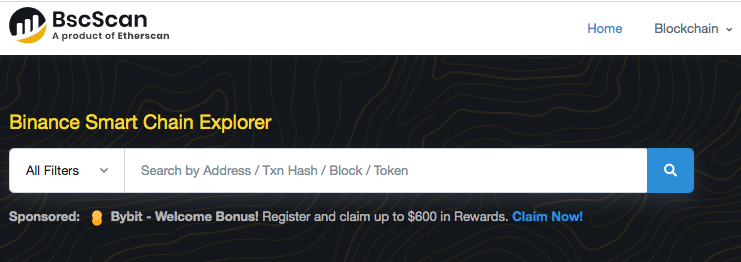 BscScan
A product of Etherscan
Home Blockchain
Binance Smart Chain Explorer
All Filters Search by Address / Txn Hash / Block / Token
Sponsored: Bybit - Welcome Bonus! Register and claim up to $600 in Rewards. Claim Now!